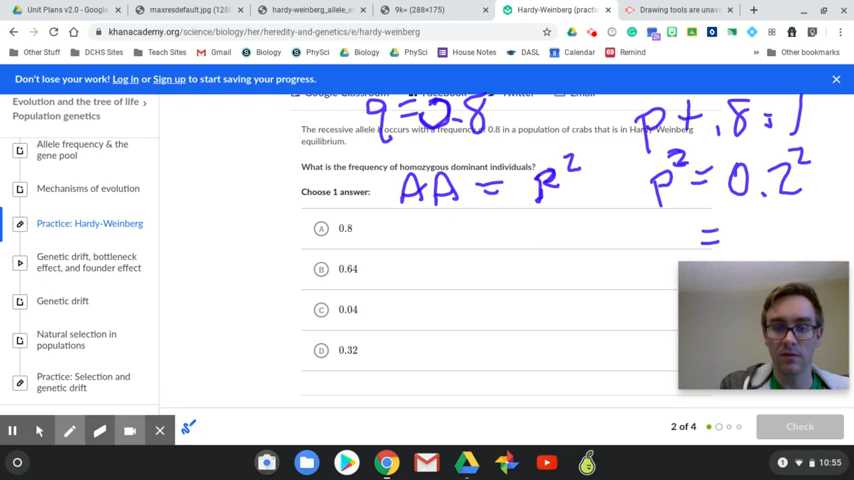 Unit Plans v2.0 - Google
maxresdefault.jpg (128
hardy-weinberg_allele_e
9k= (288×175)
Hardy-Weinberg (practic
Drawing tools are unava
khanacademy.org/science/biology/her/heredity-and-genetics/e/hardy-weinberg
Other Stuff
DCHS Sites
Teach Sites
Gmail
Biology
PhySci
Biology
PhySci
House Notes
DASL
Calendar
Remind
Other bookmarks
Don't lose your work! Log in or Sign up to start saving your progress.
Google Classroom
Facebook
Twitter
Email
Evolution and the tree of life
Population genetics
q = 0.8
p + .8 = 1
The recessive allele b occurs with a frequency of 0.8 in a population of crabs that is in Hardy-Weinberg
equilibrium.
What is the frequency of homozygous dominant individuals?
AA = P²
p² = 0.2²
=
Choose 1 answer:
A 0.8
B 0.64
C 0.04
D 0.32
Allele frequency & the
gene pool
Mechanisms of evolution
Practice: Hardy-Weinberg
Genetic drift, bottleneck
effect, and founder effect
Genetic drift
Natural selection in
populations
Practice: Selection and
genetic drift
2 of 4
Check
1
10:55